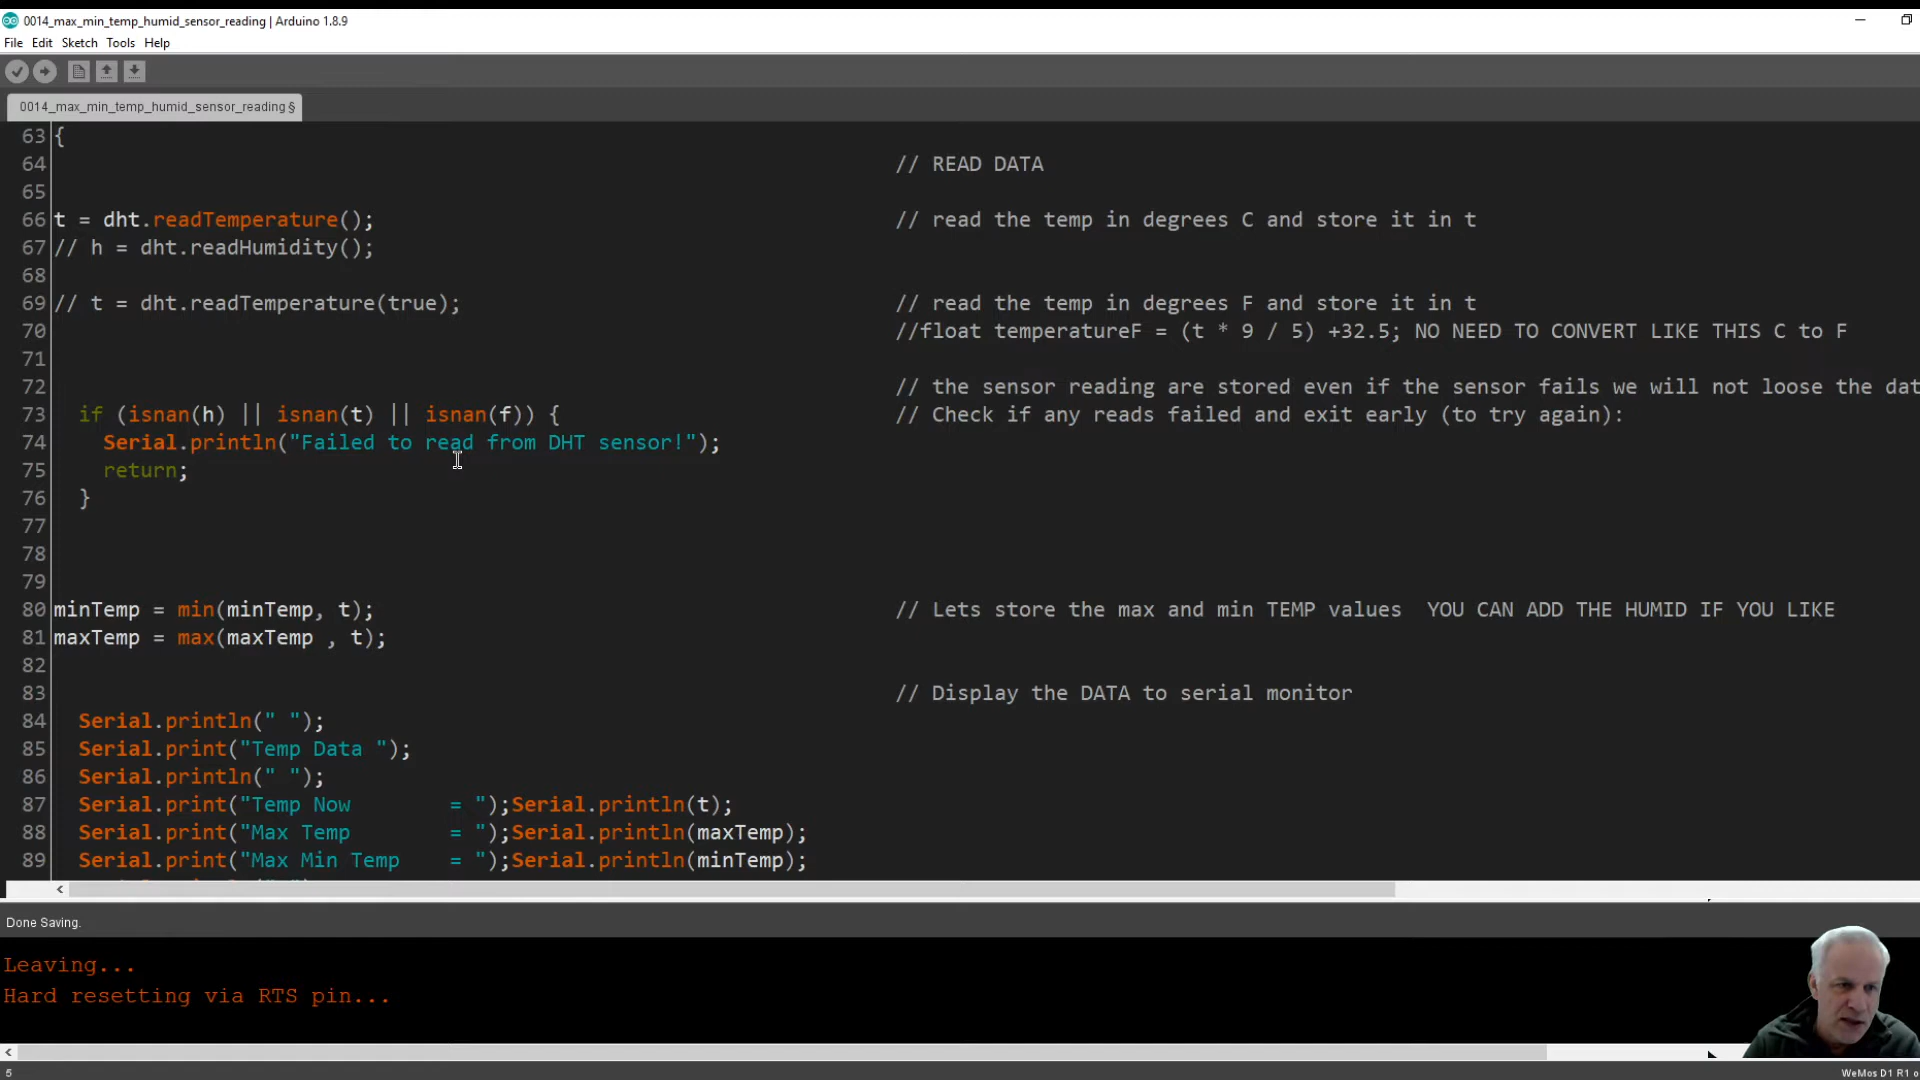 0014_max_min_temp_humid_sensor_reading | Arduino 1.8.9
File Edit Sketch Tools Help
0014_max_min_temp_humid_sensor_reading §
63 {
64 // READ DATA
65
66 t = dht.readTemperature(); // read the temp in degrees C and store it in t
67 // h = dht.readHumidity();
68
69 // t = dht.readTemperature(true); // read the temp in degrees F and store it in t
70 //float temperatureF = (t * 9 / 5) +32.5; NO NEED TO CONVERT LIKE THIS C to F
71
72 // the sensor reading are stored even if the sensor fails we will not loose the dat
73 if (isnan(h) || isnan(t) || isnan(f)) { // Check if any reads failed and exit early (to try again):
74 Serial.println("Failed to read from DHT sensor!");
75 return;
76 }
77
78
79
80 minTemp = min(minTemp, t); // Lets store the max and min TEMP values YOU CAN ADD THE HUMID IF YOU LIKE
81 maxTemp = max(maxTemp , t);
82
83 // Display the DATA to serial monitor
84 Serial.println(" ");
85 Serial.print("Temp Data ");
86 Serial.println(" ");
87 Serial.print("Temp Now = ");Serial.println(t);
88 Serial.print("Max Temp = ");Serial.println(maxTemp);
89 Serial.print("Max Min Temp = ");Serial.println(minTemp);
Done Saving.
Leaving...
Hard resetting via RTS pin...
5 WeMos D1 R1 o